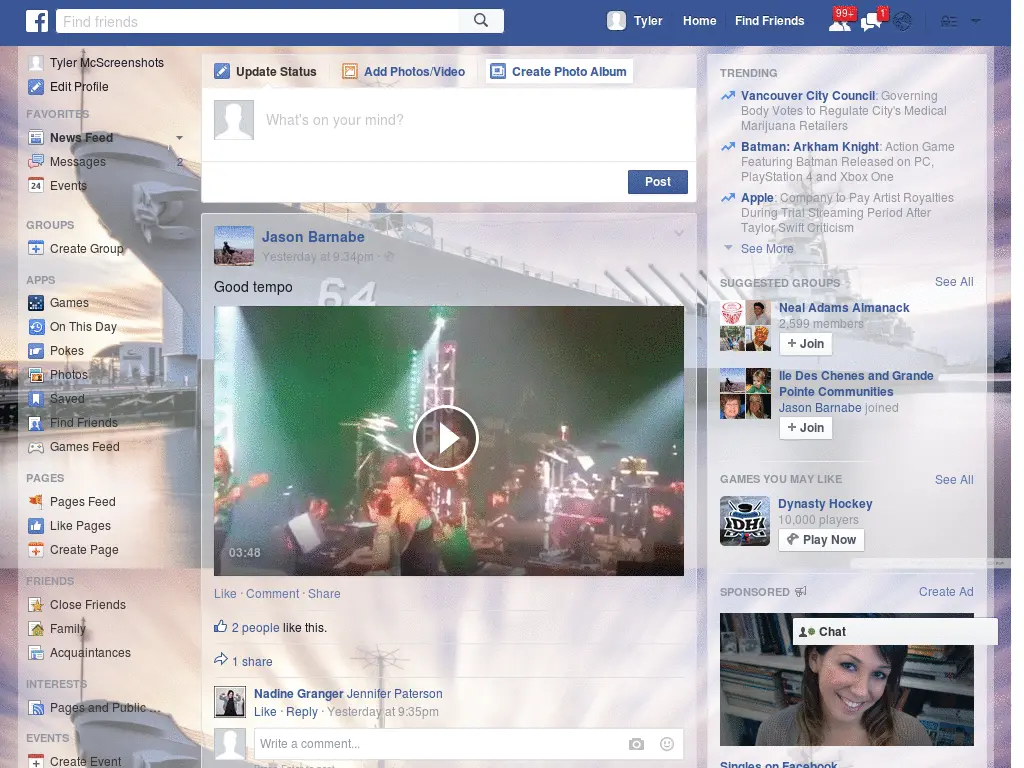 f
Find friends
Tyler
Home
Find Friends
99+
1
Tyler McScreenshots
Edit Profile
FAVORITES
News Feed
Messages 2
24 Events
GROUPS
Create Group
APPS
Games
On This Day
Pokes
Photos
Saved
Find Friends
Games Feed
PAGES
Pages Feed
Like Pages
Create Page
FRIENDS
Close Friends
Family
Acquaintances
INTERESTS
Pages and Public ...
EVENTS
Create Event
Update Status
Add Photos/Video
Create Photo Album
What's on your mind?
Post
Jason Barnabe
Yesterday at 9:34pm ·
Good tempo
64
03:48
Like · Comment · Share
2 people like this.
1 share
Nadine Granger Jennifer Paterson
Like · Reply · Yesterday at 9:35pm
Write a comment...
TRENDING
Vancouver City Council: Governing
Body Votes to Regulate City's Medical
Marijuana Retailers
Batman: Arkham Knight: Action Game
Featuring Batman Released on PC,
PlayStation 4 and Xbox One
Apple: Company to Pay Artist Royalties
During Trial Streaming Period After
Taylor Swift Criticism
See More
SUGGESTED GROUPS See All
Neal Adams Almanack
2,599 members
+ Join
Ile Des Chenes and Grande
Pointe Communities
Jason Barnabe joined
+ Join
GAMES YOU MAY LIKE See All
DH
Dynasty Hockey
10,000 players
Play Now
SPONSORED Create Ad
Chat
Singles on Facebook